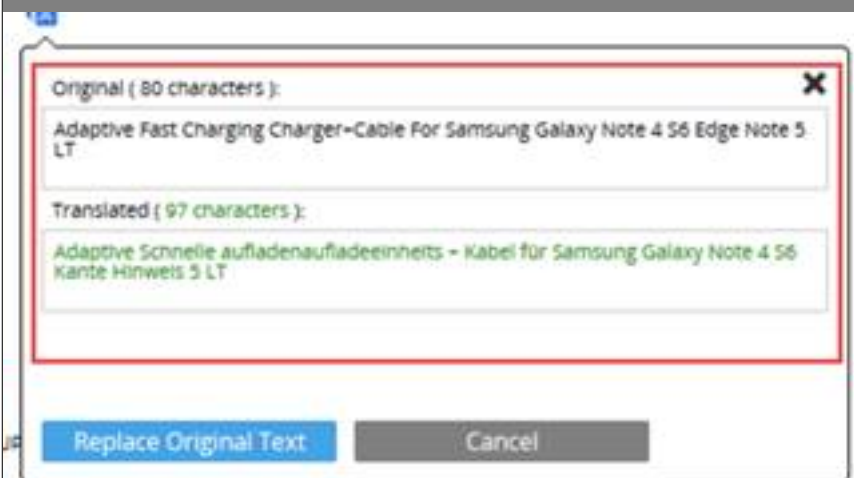 Original ( 80 characters ):
Adaptive Fast Charging Charger+Cable For Samsung Galaxy Note 4 S6 Edge Note 5
LT
Translated ( 97 characters ):
Adaptive Schnelle aufladenaufladeeinheits + Kabel für Samsung Galaxy Note 4 S6
Kante Hinweis 5 LT
Replace Original Text
Cancel